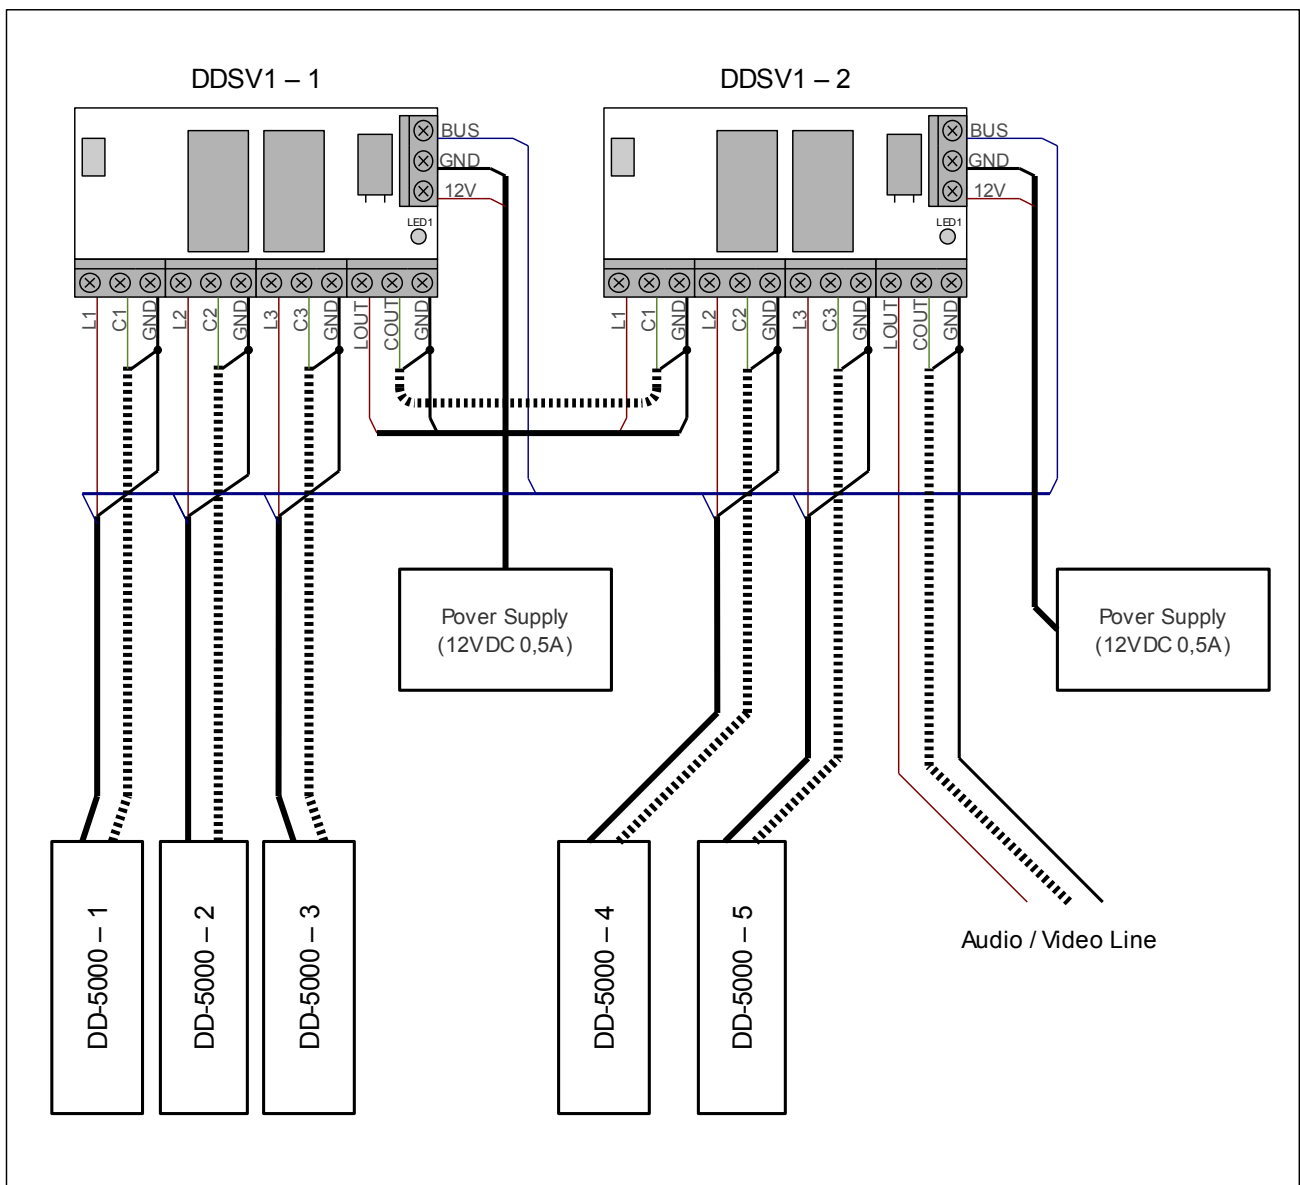 DDSV1 – 1
DDSV1 – 2
BUS
GND
12V
LED1
BUS
GND
12V
LED1
L1
C1
GND
L2
C2
GND
L3
C3
GND
LOUT
COUT
GND
L1
C1
GND
L2
C2
GND
L3
C3
GND
LOUT
COUT
GND
Pover Supply
(12VDC 0,5A)
Pover Supply
(12VDC 0,5A)
DD-5000 – 1
DD-5000 – 2
DD-5000 – 3
DD-5000 – 4
DD-5000 – 5
Audio / Video Line